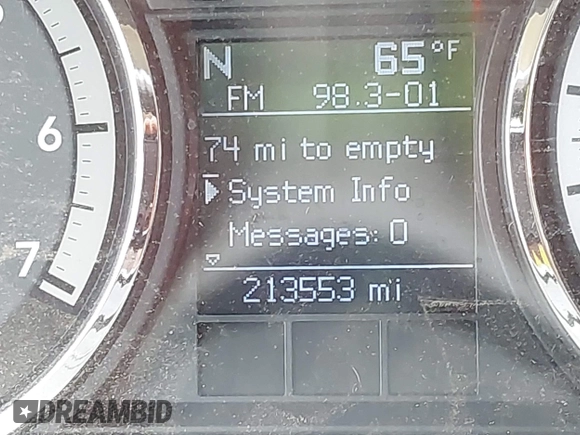 N 65°F
FM 98.3-01
74 mi to empty
System Info
Messages: 0
213553 mi
6
7
DREAMBID